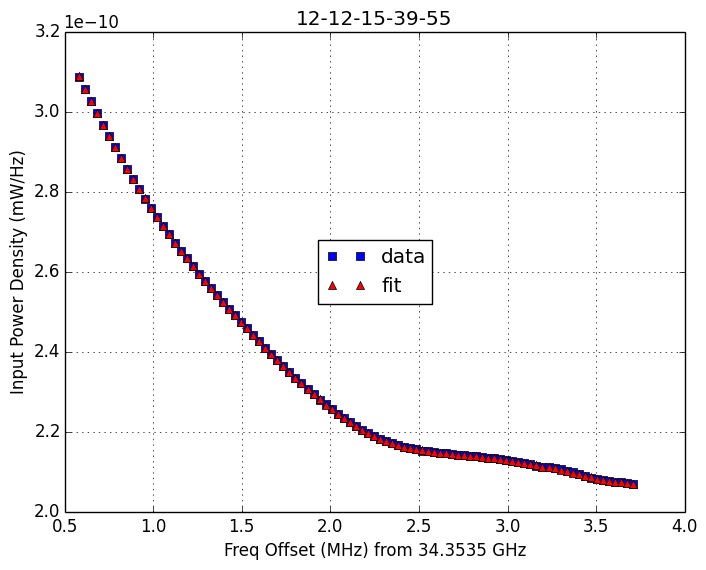 12-12-15-39-55
1e−10
3.2
3.0
2.8
2.6
2.4
2.2
2.0
Input Power Density (mW/Hz)
data
fit
0.5 1.0 1.5 2.0 2.5 3.0 3.5 4.0
Freq Offset (MHz) from 34.3535 GHz